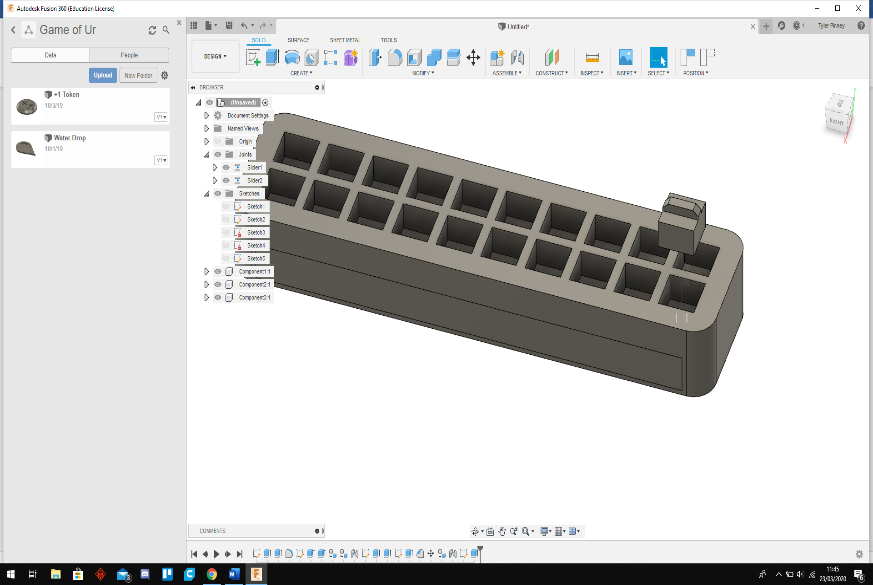 Autodesk Fusion 360 (Education License)
Game of Ur
Data People
Upload New Folder
+1 Token
10/3/19
V1
Water Drop
10/1/19
V1
Untitled*
1 Tyler Pinney
DESIGN
SOLID SURFACE SHEET METAL TOOLS
CREATE MODIFY ASSEMBLE CONSTRUCT INSPECT INSERT SELECT POSITION
BROWSER
(Unsaved)
Document Settings
Named Views
Origin
Joints
Slider1
Slider2
Sketches
Sketch1
Sketch2
Sketch3
Sketch4
Sketch5
Component1:1
Component2:1
Component3:1
COMMENTS
11:45
23/03/2020